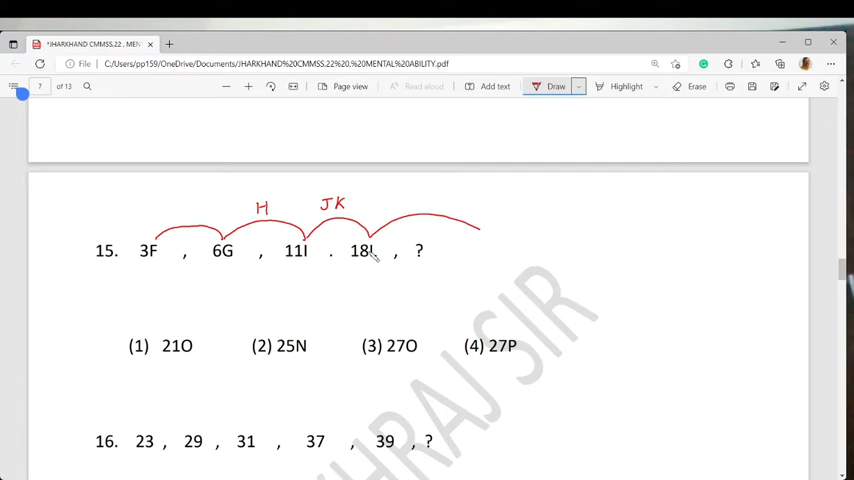 *JHARKHAND CMMSS,22 , MEN
File
C:/Users/pp159/OneDrive/Documents/JHARKHAND%20CMMSS,22%20.%20MENTAL%20ABILITY.pdf
7 of 13
Page view
Read aloud
Add text
Draw
Highlight
Erase
H JK
15. 3F , 6G , 11I . 18L , ?
(1) 21O (2) 25N (3) 27O (4) 27P
16. 23 , 29 , 31 , 37 , 39 , ?
HRAJ SIR